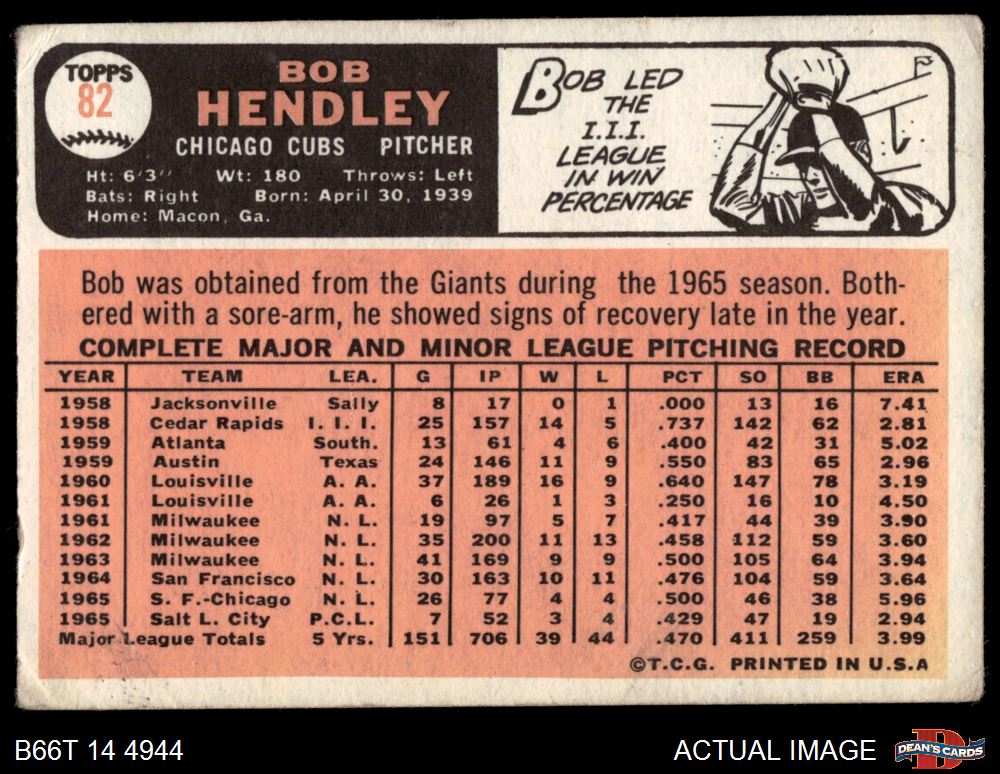 TOPPS
82
BOB
HENDLEY
CHICAGO CUBS PITCHER
Ht: 6'3" Wt: 180 Throws: Left
Bats: Right Born: April 30, 1939
Home: Macon, Ga.
BOB LED
THE
I.I.I.
LEAGUE
IN WIN
PERCENTAGE
Bob was obtained from the Giants during the 1965 season. Both-
ered with a sore-arm, he showed signs of recovery late in the year.
COMPLETE MAJOR AND MINOR LEAGUE PITCHING RECORD
YEAR TEAM LEA. G IP W L PCT SO BB ERA
1958 Jacksonville Sally 8 17 0 1 .000 13 16 7.41
1958 Cedar Rapids I. I. I. 25 157 14 5 .737 142 62 2.81
1959 Atlanta South. 13 61 4 6 .400 42 31 5.02
1959 Austin Texas 24 146 11 9 .550 83 65 2.96
1960 Louisville A. A. 37 189 16 9 .640 147 78 3.19
1961 Louisville A. A. 6 26 1 3 .250 16 10 4.50
1961 Milwaukee N. L. 19 97 5 7 .417 44 39 3.90
1962 Milwaukee N. L. 35 200 11 13 .458 112 59 3.60
1963 Milwaukee N. L. 41 169 9 9 .500 105 64 3.94
1964 San Francisco N. L. 30 163 10 11 .476 104 59 3.64
1965 S. F.-Chicago N. L. 26 77 4 4 .500 46 38 5.96
1965 Salt L. City P.C.L. 7 52 3 4 .429 47 19 2.94
Major League Totals 5 Yrs. 151 706 39 44 .470 411 259 3.99
©T.C.G. PRINTED IN U.S.A
B66T 14 4944
ACTUAL IMAGE
D
DEAN'S CARDS